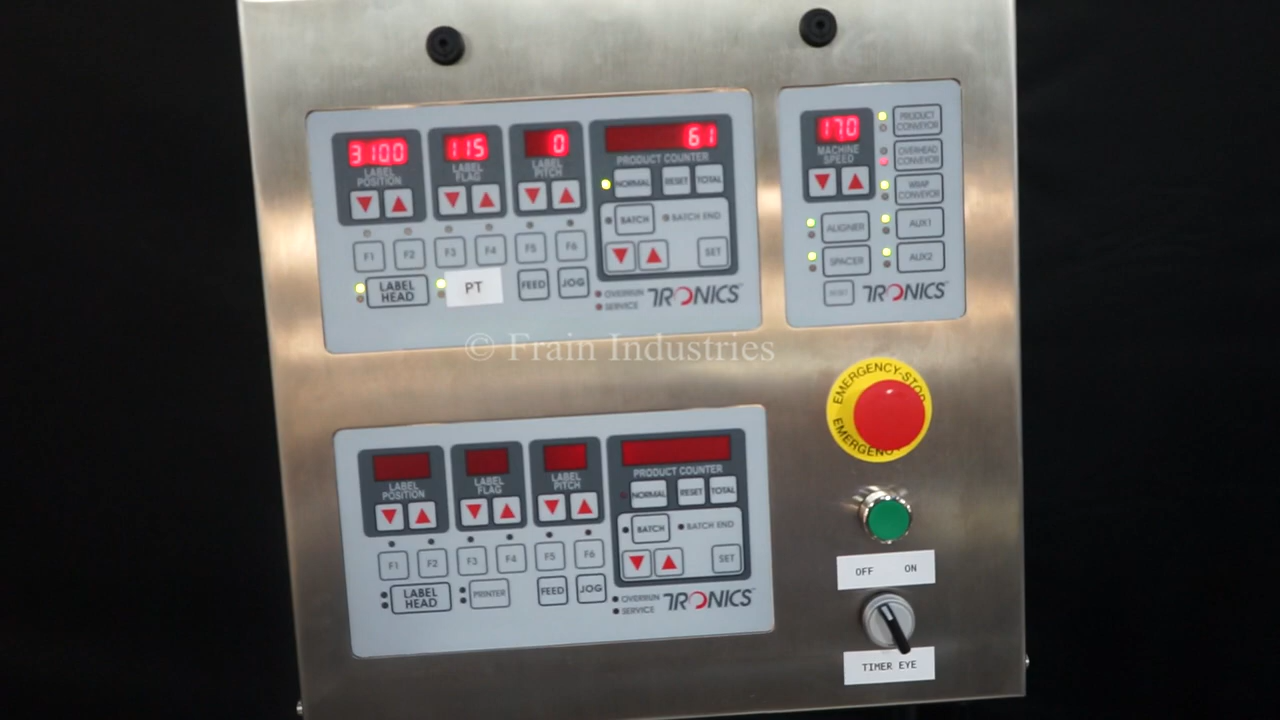 3100
LABEL
POSITION
115
LABEL
FLAG
0
LABEL
PITCH
61
PRODUCT COUNTER
NORMAL
RESET
TOTAL
BATCH
BATCH END
SET
F1
F2
F3
F4
F5
F6
LABEL
HEAD
PT
FEED
JOG
OVERRUN
SERVICE
TRONICS
170
MACHINE
SPEED
PRODUCT
CONVEYOR
OVERHEAD
CONVEYOR
WRAP
CONVEYOR
ALIGNER
AUX1
SPACER
AUX2
TRONICS
© Frain Industries
EMERGENCY-STOP
EMERGENC
LABEL
POSITION
LABEL
FLAG
LABEL
PITCH
PRODUCT COUNTER
NORMAL
RESET
TOTAL
BATCH
BATCH END
SET
F1
F2
F3
F4
F5
F6
LABEL
HEAD
PRINTER
FEED
JOG
OVERRUN
SERVICE
TRONICS
OFF ON
TIMER EYE